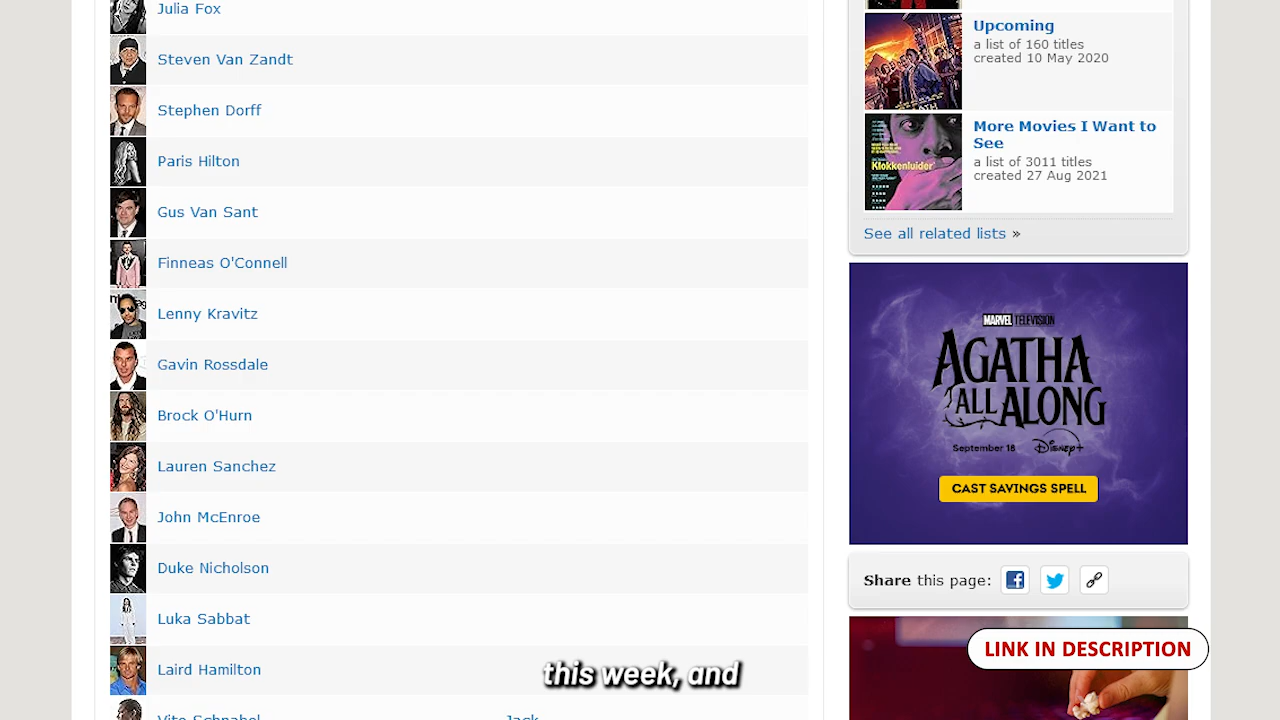 Julia Fox
Steven Van Zandt
Stephen Dorff
Paris Hilton
Gus Van Sant
Finneas O'Connell
Lenny Kravitz
Gavin Rossdale
Brock O'Hurn
Lauren Sanchez
John McEnroe
Duke Nicholson
Luka Sabbat
Laird Hamilton
Vito Schnabel
Jack
this week, and
Upcoming
a list of 160 titles
created 10 May 2020
Klokkenluider
More Movies I Want to
See
a list of 3011 titles
created 27 Aug 2021
See all related lists »
MARVEL TELEVISION
AGATHA
ALL ALONG
September 18 Disney+
CAST SAVINGS SPELL
Share this page:
LINK IN DESCRIPTION